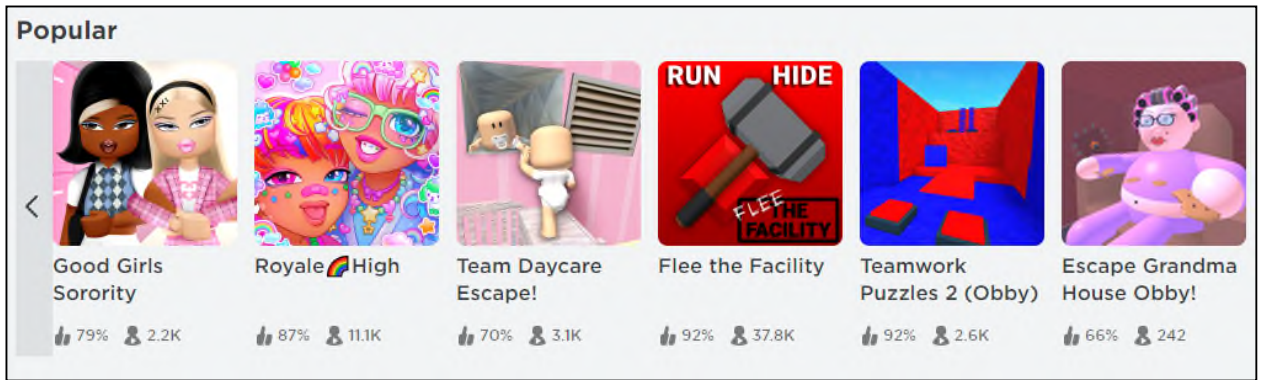 Popular
RUN HIDE
FLEE THE
FACILITY
Good Girls
Sorority
79% 2.2K
Royale🌈High
87% 11.1K
Team Daycare
Escape!
70% 3.1K
Flee the Facility
92% 37.8K
Teamwork
Puzzles 2 (Obby)
92% 2.6K
Escape Grandma
House Obby!
66% 242